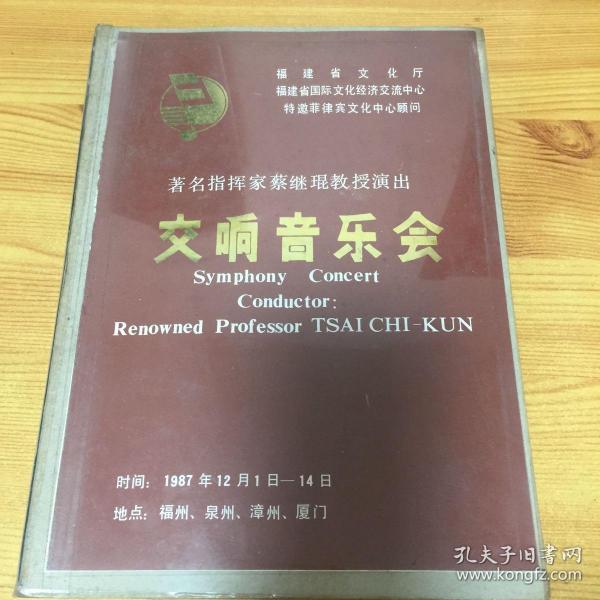 福建省文化厅
福建省国际文化经济交流中心
特邀菲律宾文化中心顾问
著名指挥家蔡继琨教授演出
交响音乐会
Symphony Concert
Conductor:
Renowned Professor TSAI CHI-KUN
时间：1987年12月1日—14日
地点：福州、泉州、漳州、厦门
孔夫子旧书网
www.kongfz.com